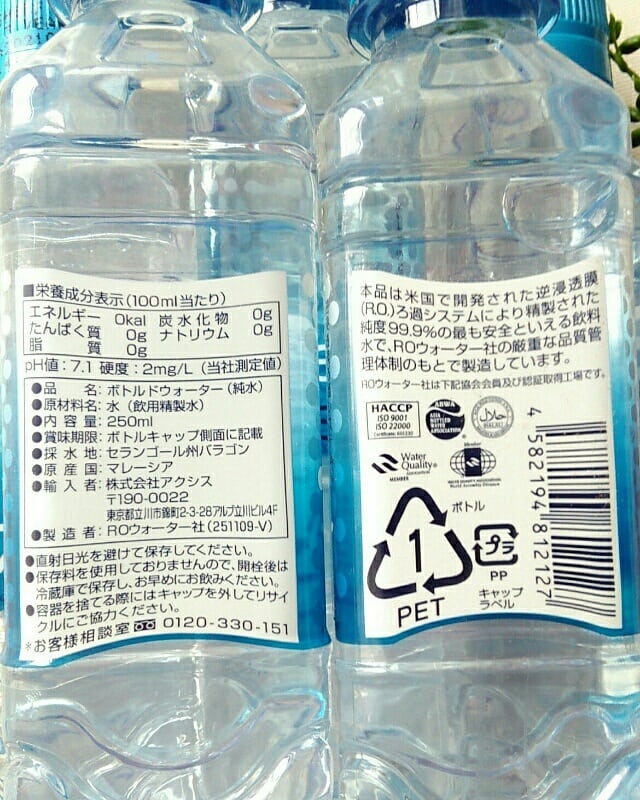 ■栄養成分表示(100ml当たり)
エネルギー 0kal 炭水化物 0g
たんぱく質 0g ナトリウム 0g
脂質 0g
pH値:7.1 硬度:2mg/L(当社測定値)
●品名:ボトルドウォーター(純水)
●原材料名:水(飲用精製水)
●内容量:250ml
●賞味期限:ボトルキャップ側面に記載
●採水地:セランゴール州バラゴン
●原産国:マレーシア
●輸入者:株式会社アクシス
〒190-0022
東京都立川市錦町2-3-28アルプ立川ビル4F
●製造者:ROウォーター社(251109-V)
●直射日光を避けて保存してください。
●保存料を使用しておりませんので、開栓後は
冷蔵庫で保存し、お早めにお飲みください。
●容器を捨てる際にはキャップを外してリサイ
クルにご協力ください。
*お客様相談室 0120-330-151
本品は米国で開発された逆浸透膜
(R.O.)ろ過システムにより精製された
純度99.9%の最も安全といえる飲料
水で、ROウォーター社の厳重な品質管
理体制のもとで製造しています。
ROウォーター社は下記協会会員及び認証取得工場です。
HACCP
ISO 9001
ISO 22000
ABWA
ASIA
BOTTLED
WATER
ASSOCIATION
HALAL
حلال
Water
Quality
ASSOCIATION
MEMBER
WATER QUALITY ASSOCIATION
ボトル
1
PET
プラ
PP
キャップ
ラベル
4 582194 812127